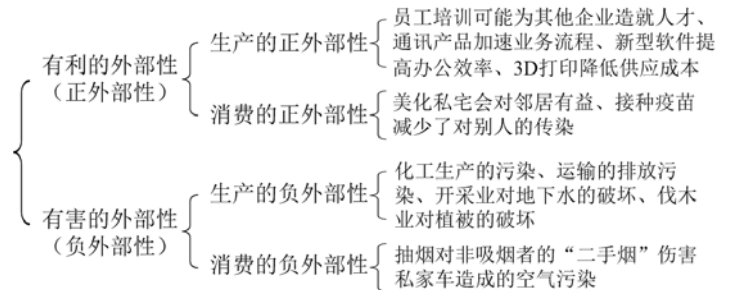 有利的外部性
（正外部性）
生产的正外部性
员工培训可能为其他企业造就人才、
通讯产品加速业务流程、新型软件提
高办公效率、3D打印降低供应成本
消费的正外部性
美化私宅会对邻居有益、接种疫苗
减少了对别人的传染
有害的外部性
（负外部性）
生产的负外部性
化工生产的污染、运输的排放污
染、开采业对地下水的破坏、伐木
业对植被的破坏
消费的负外部性
抽烟对非吸烟者的“二手烟”伤害
私家车造成的空气污染